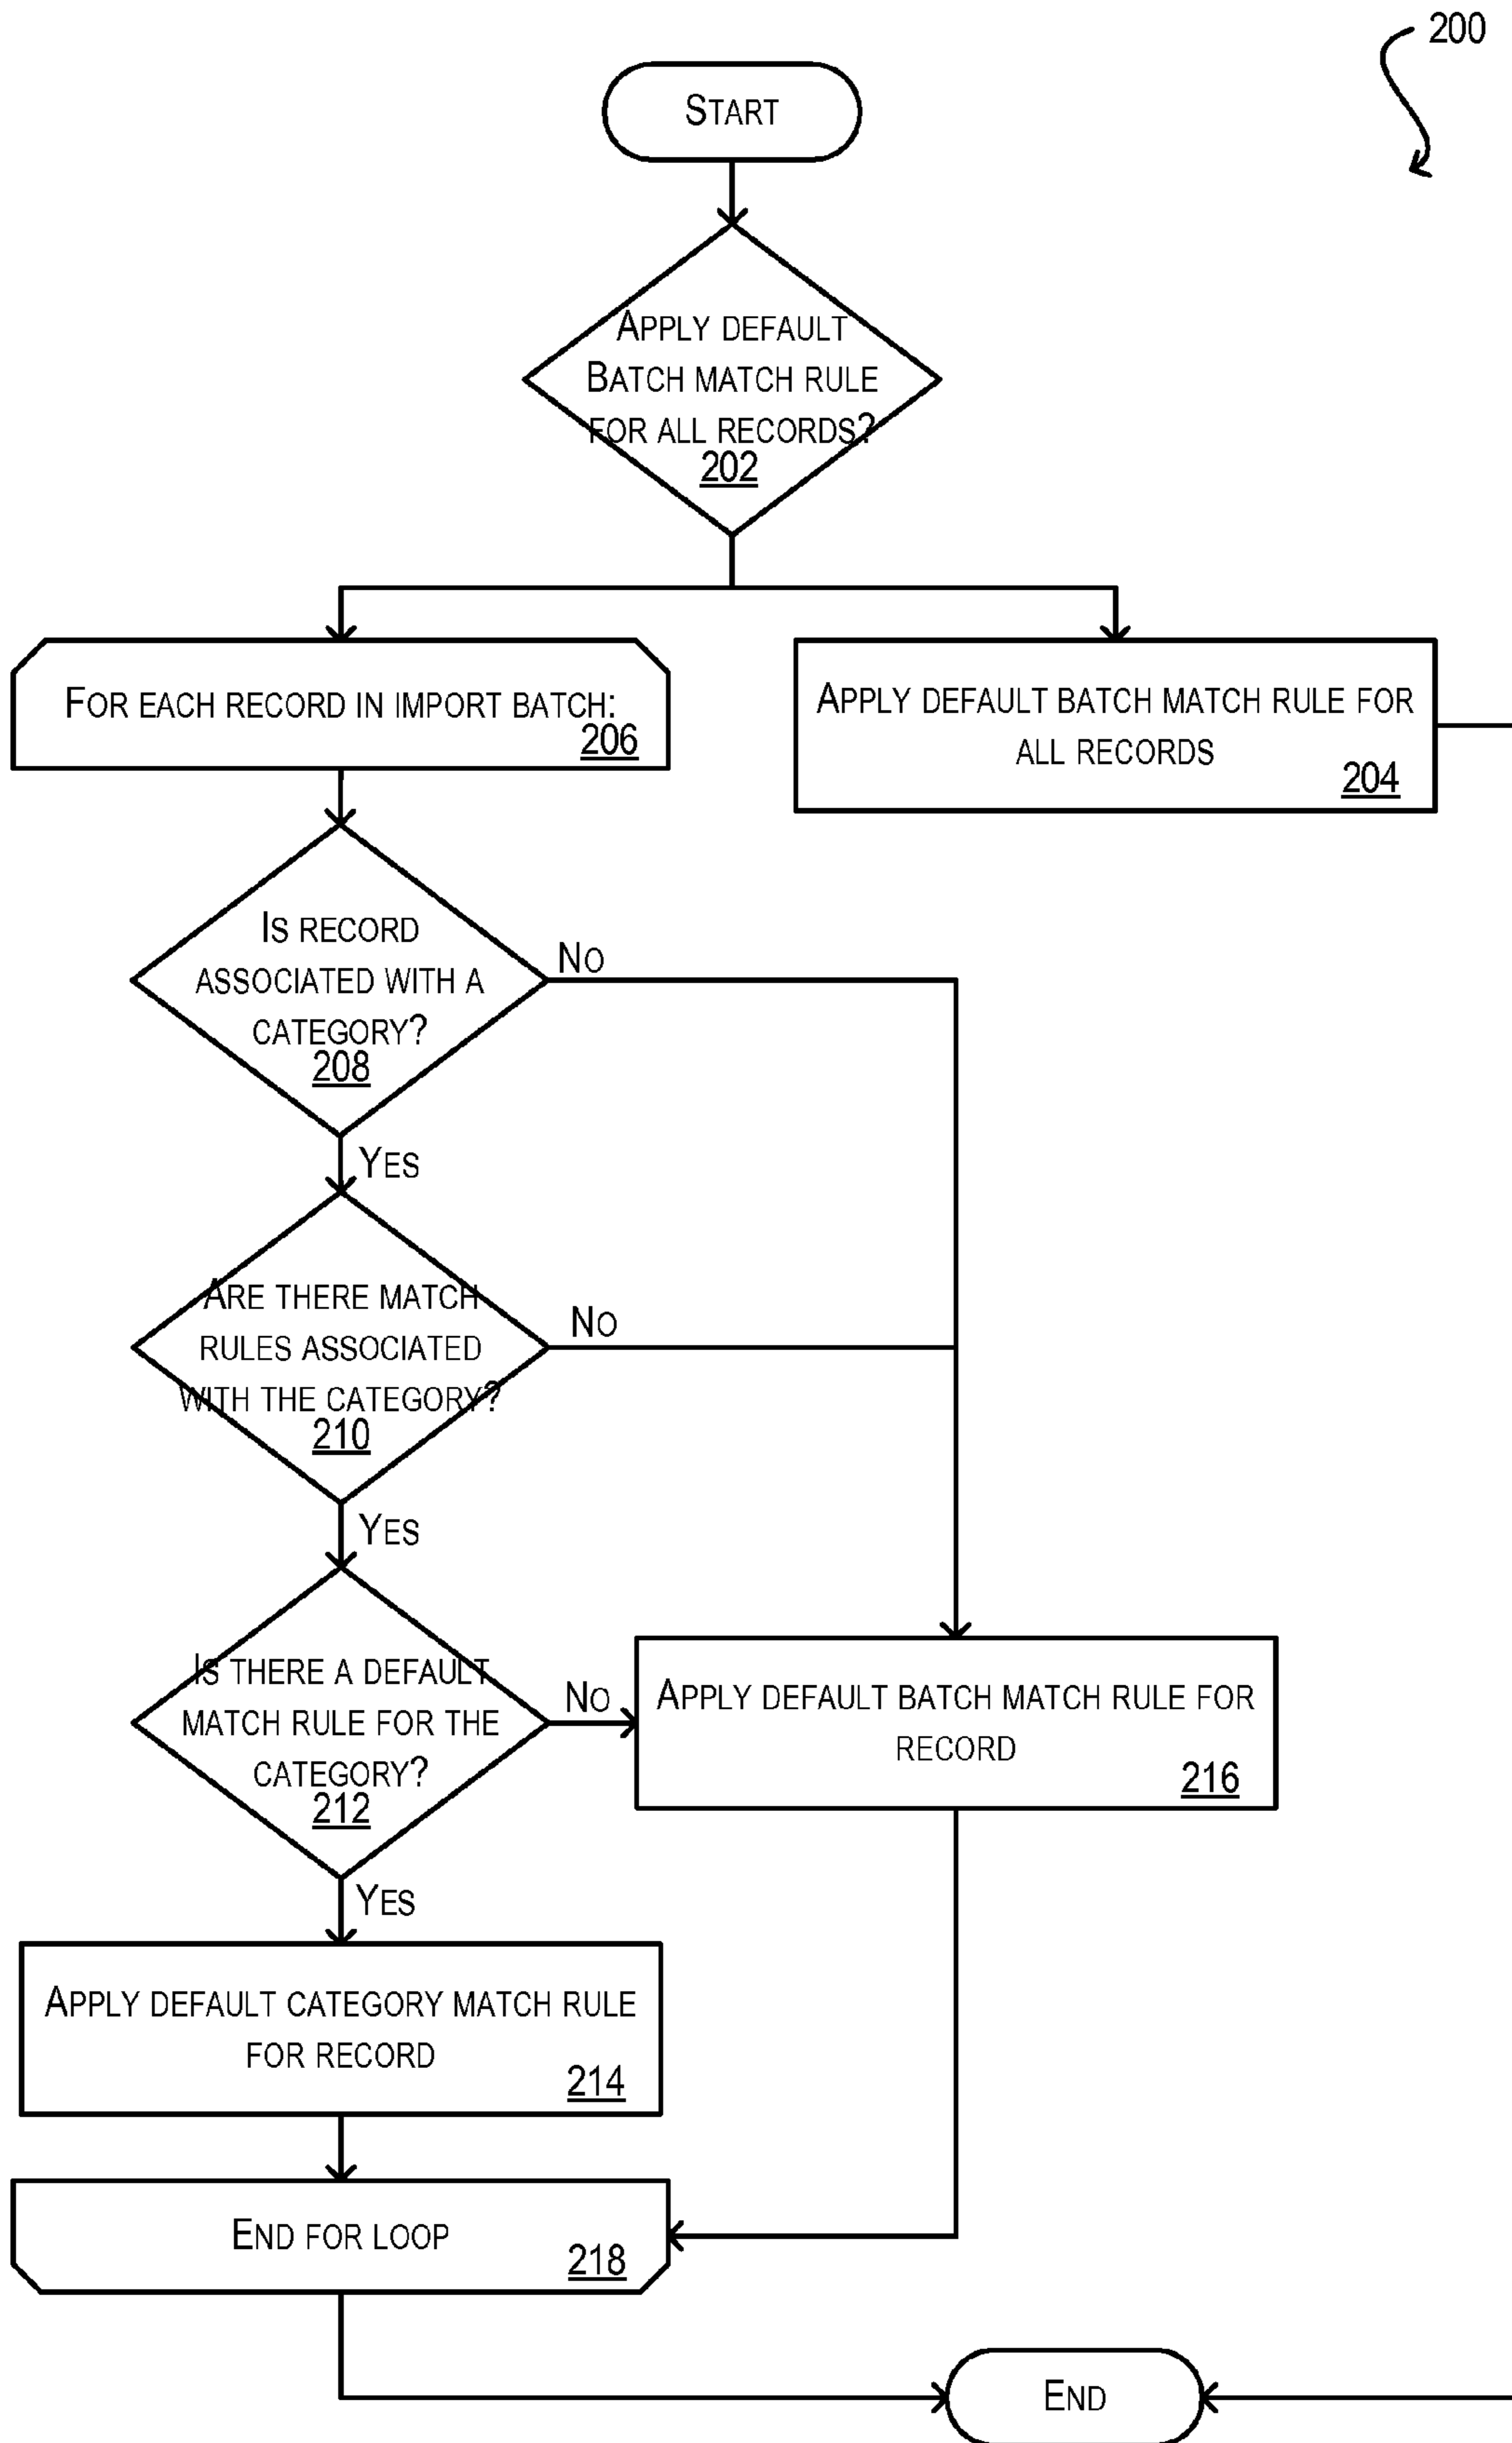 200
START
APPLY DEFAULT
BATCH MATCH RULE
FOR ALL RECORDS?
202
FOR EACH RECORD IN IMPORT BATCH:
206
APPLY DEFAULT BATCH MATCH RULE FOR
ALL RECORDS
204
IS RECORD
ASSOCIATED WITH A
CATEGORY?
208
NO
YES
ARE THERE MATCH
RULES ASSOCIATED
WITH THE CATEGORY?
210
NO
YES
IS THERE A DEFAULT
MATCH RULE FOR THE
CATEGORY?
212
NO
APPLY DEFAULT BATCH MATCH RULE FOR
RECORD
216
YES
APPLY DEFAULT CATEGORY MATCH RULE
FOR RECORD
214
END FOR LOOP
218
END